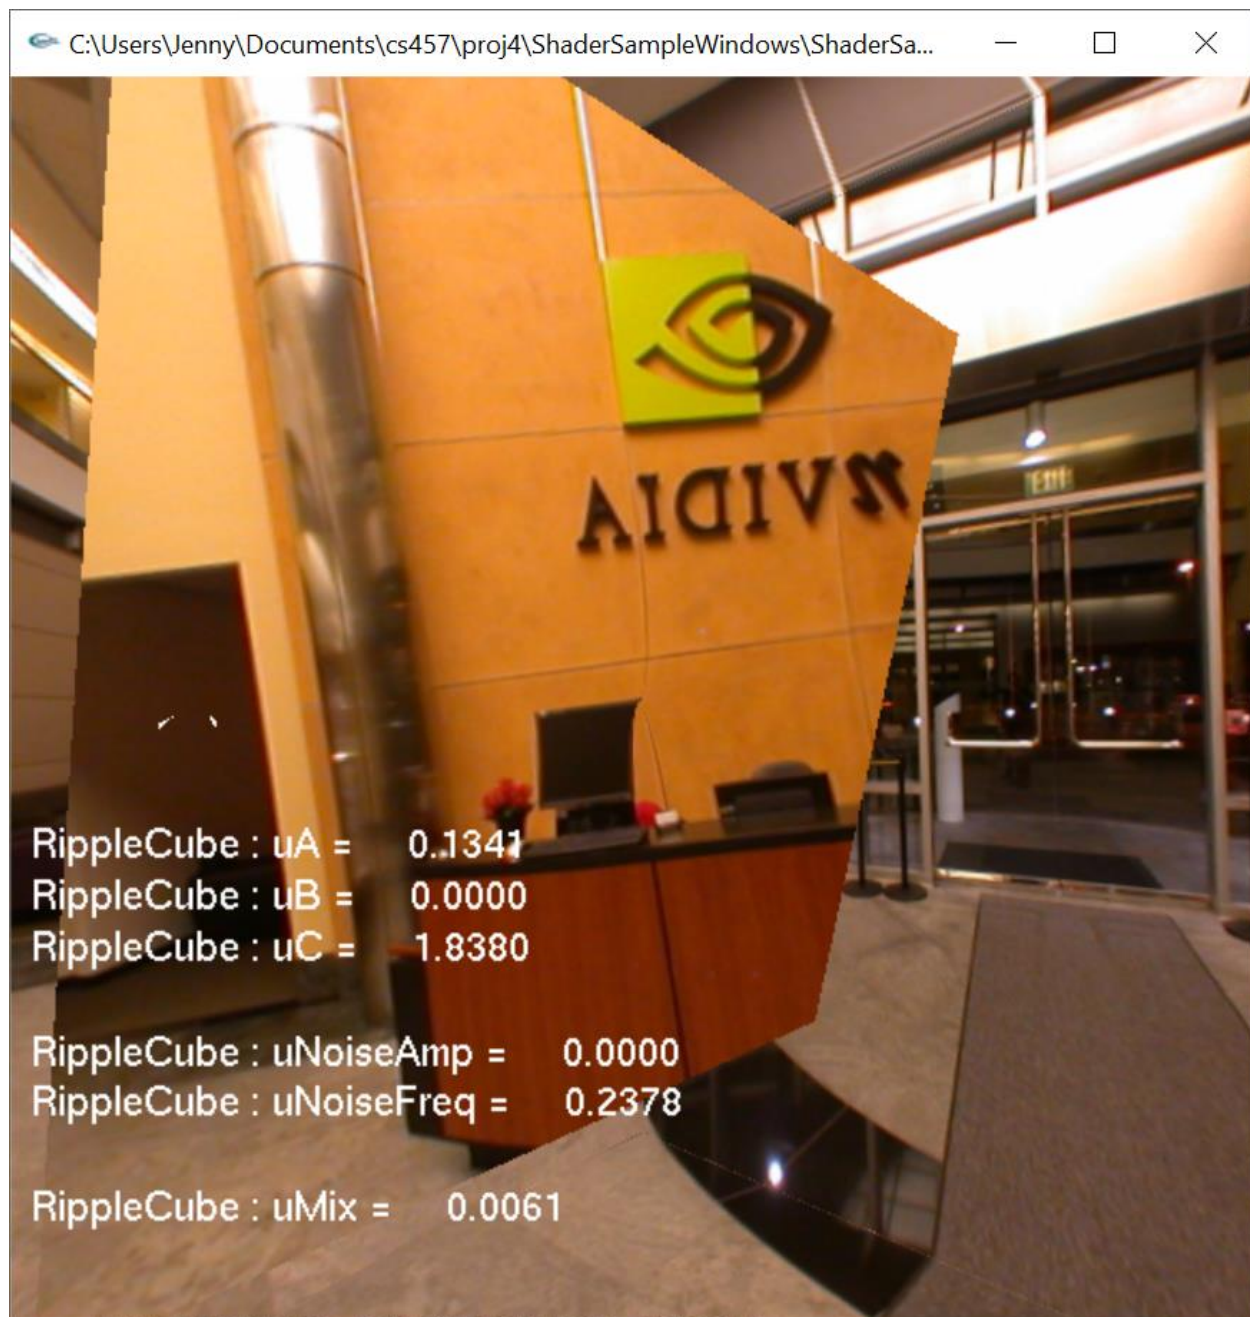 C:\Users\Jenny\Documents\cs457\proj4\ShaderSampleWindows\ShaderSa...
NVIDIA
EXIT
RippleCube : uA = 0.1341
RippleCube : uB = 0.0000
RippleCube : uC = 1.8380
RippleCube : uNoiseAmp = 0.0000
RippleCube : uNoiseFreq = 0.2378
RippleCube : uMix = 0.0061